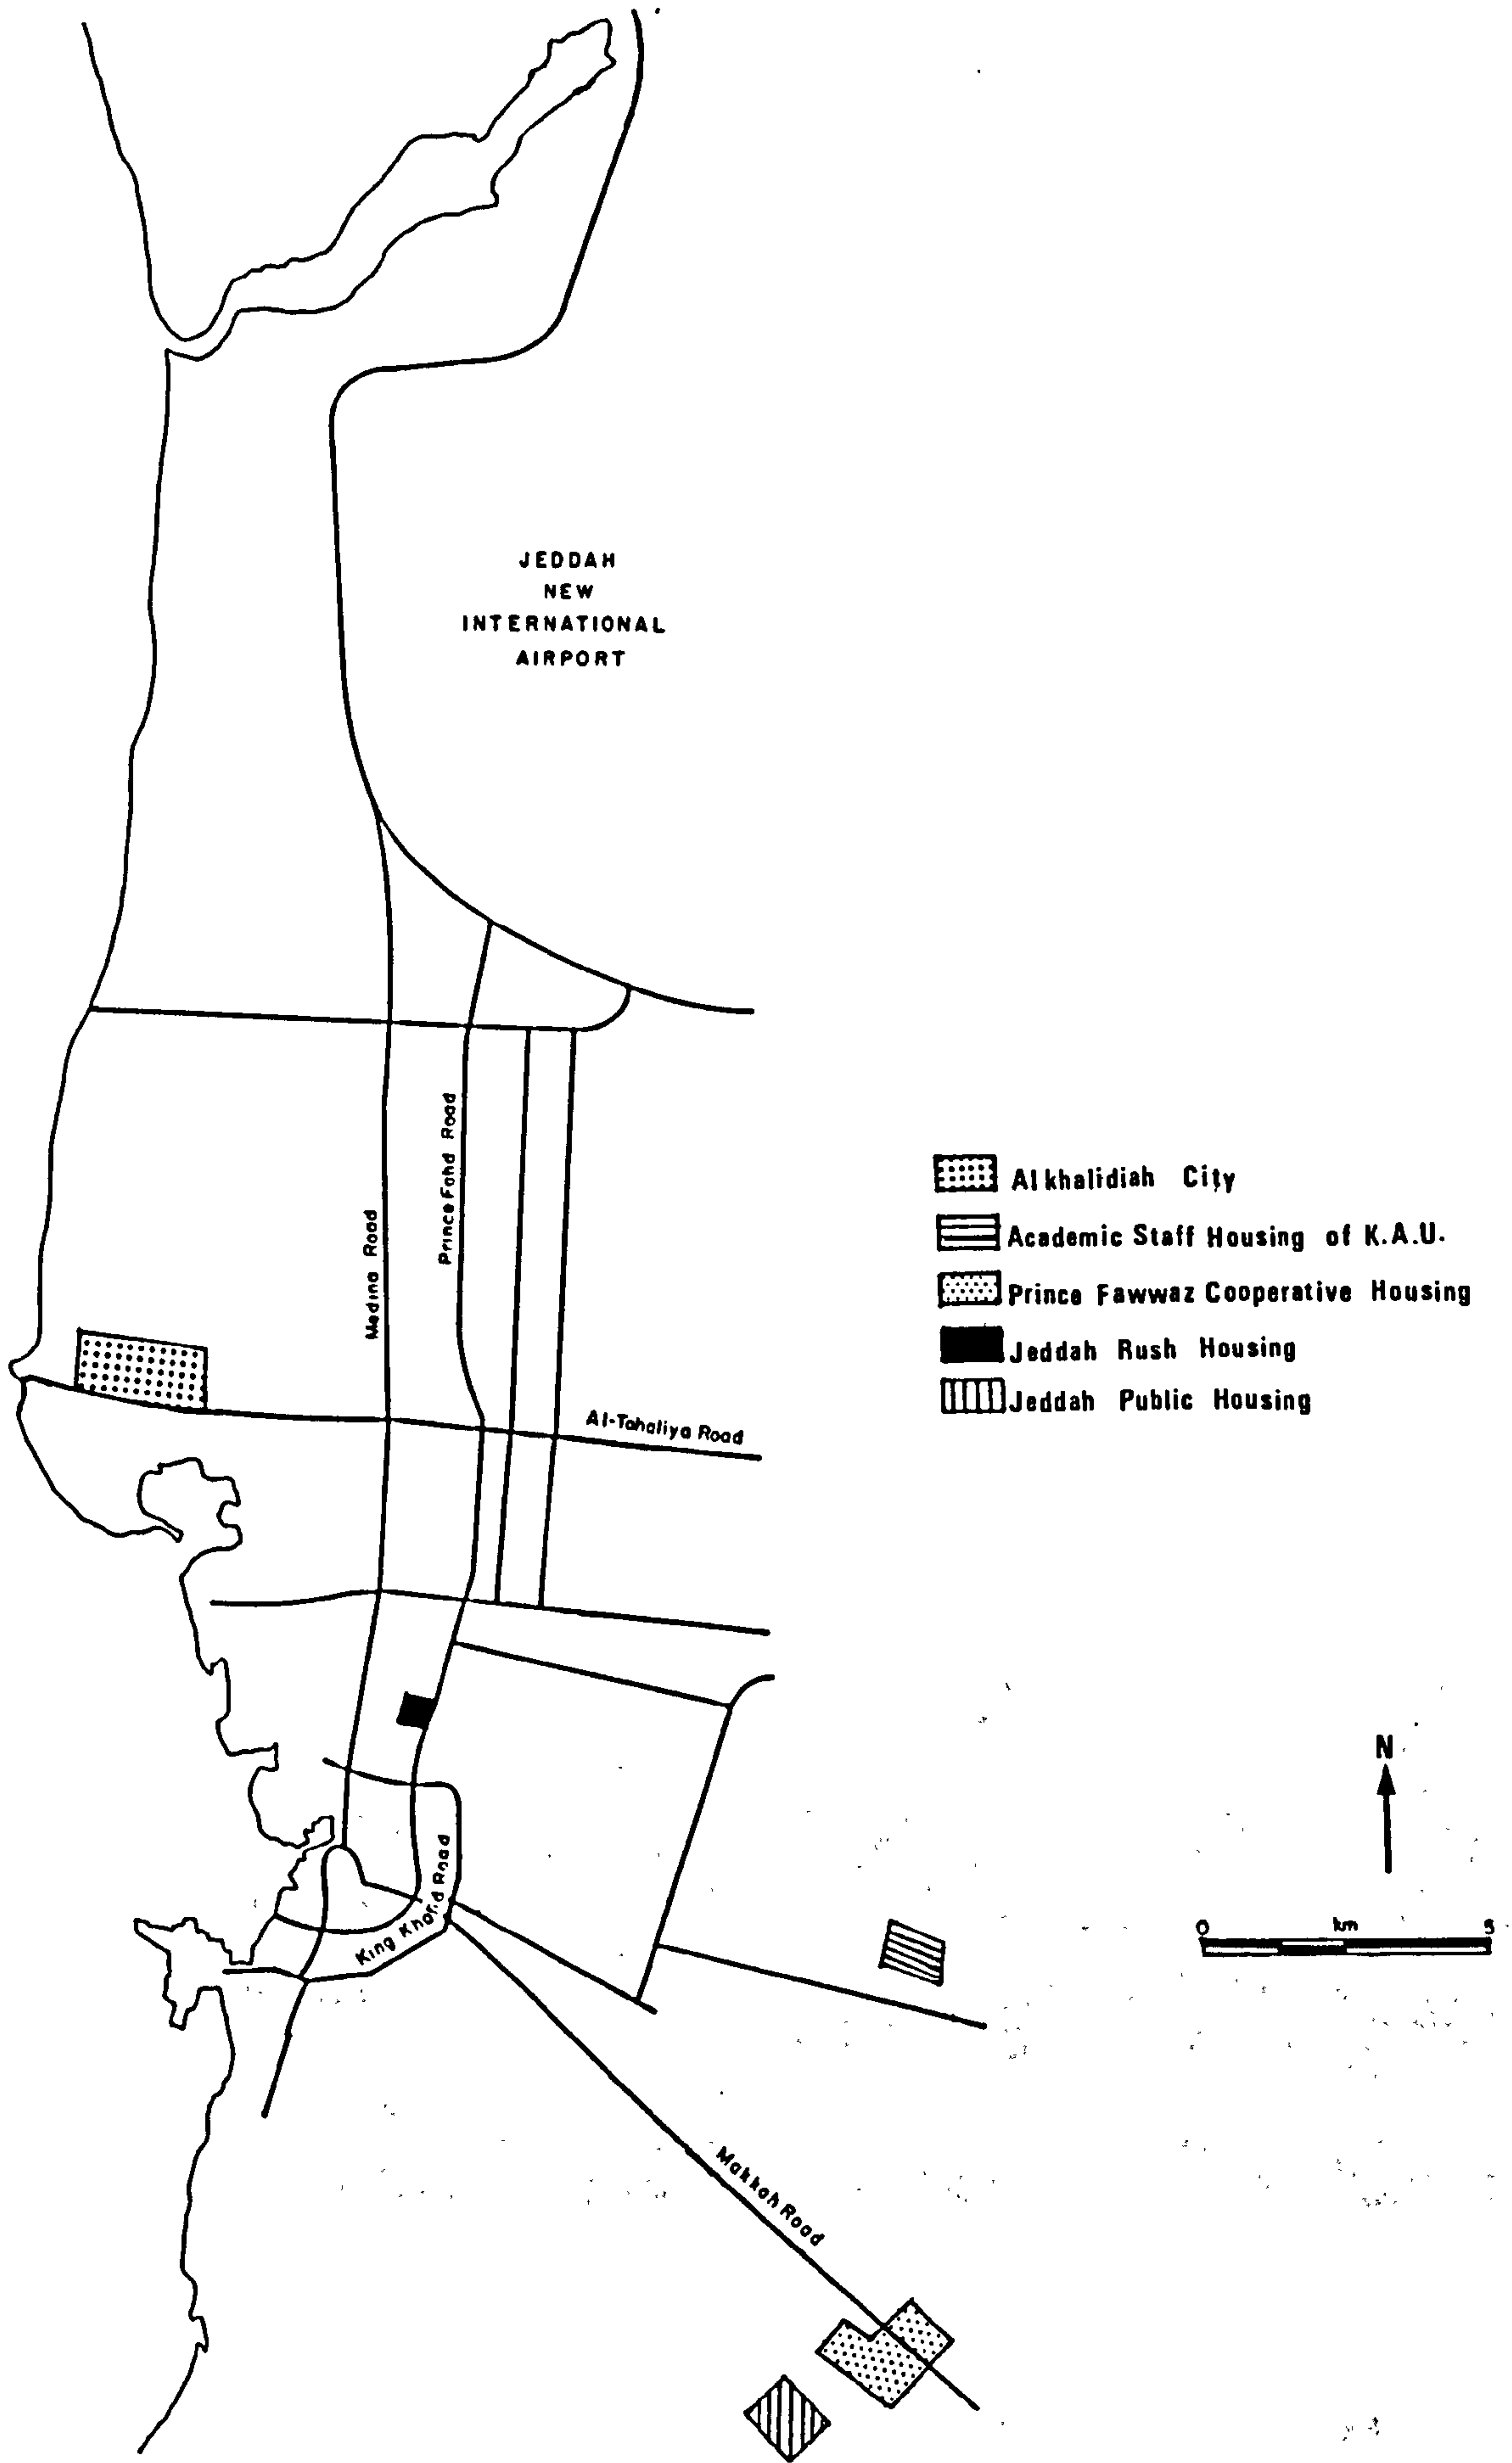 JEDDAH
NEW
INTERNATIONAL
AIRPORT
Medina Road
Prince Fahd Road
Alkhalidiah City
Academic Staff Housing of K.A.U.
Prince Fawwaz Cooperative Housing
Jeddah Rush Housing
Jeddah Public Housing
Al-Tahaliya Road
N
King Khalid Road
0 km 5
Makkah Road